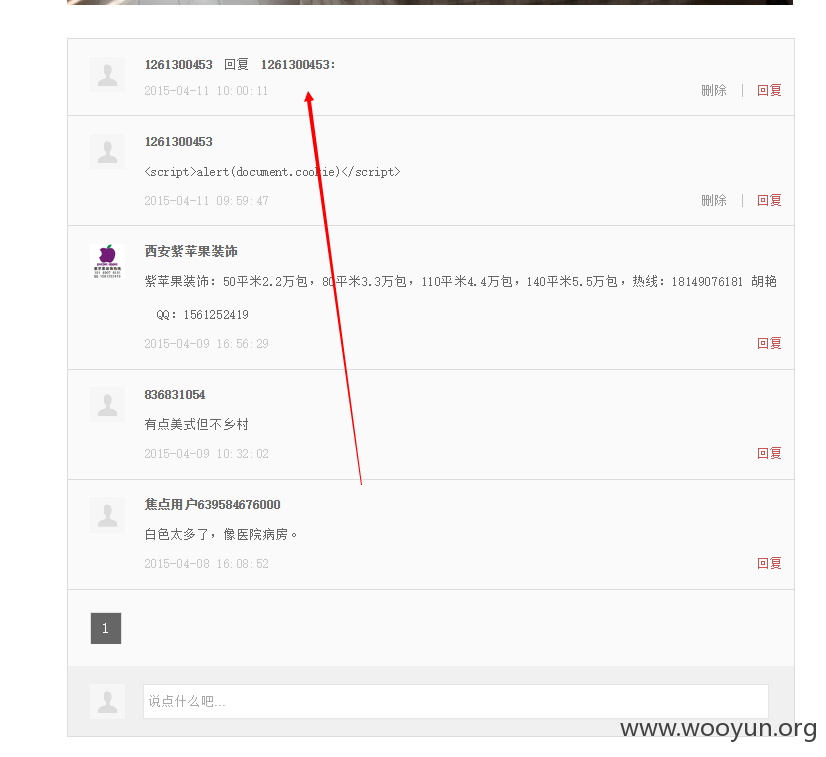 1261300453 回复 1261300453:
2015-04-11 10:00:11
删除 | 回复
1261300453
<script>alert(document.cookie)</script>
2015-04-11 09:59:47
删除 | 回复
西安紫苹果装饰
紫苹果装饰：50平米2.2万包，80平米3.3万包，110平米4.4万包，140平米5.5万包，热线：18149076181 胡艳
QQ：1561252419
2015-04-09 16:56:29
回复
836831054
有点美式但不乡村
2015-04-09 10:32:02
回复
焦点用户639584676000
白色太多了，像医院病房。
2015-04-08 16:08:52
回复
1
说点什么吧...
www.wooyun.org